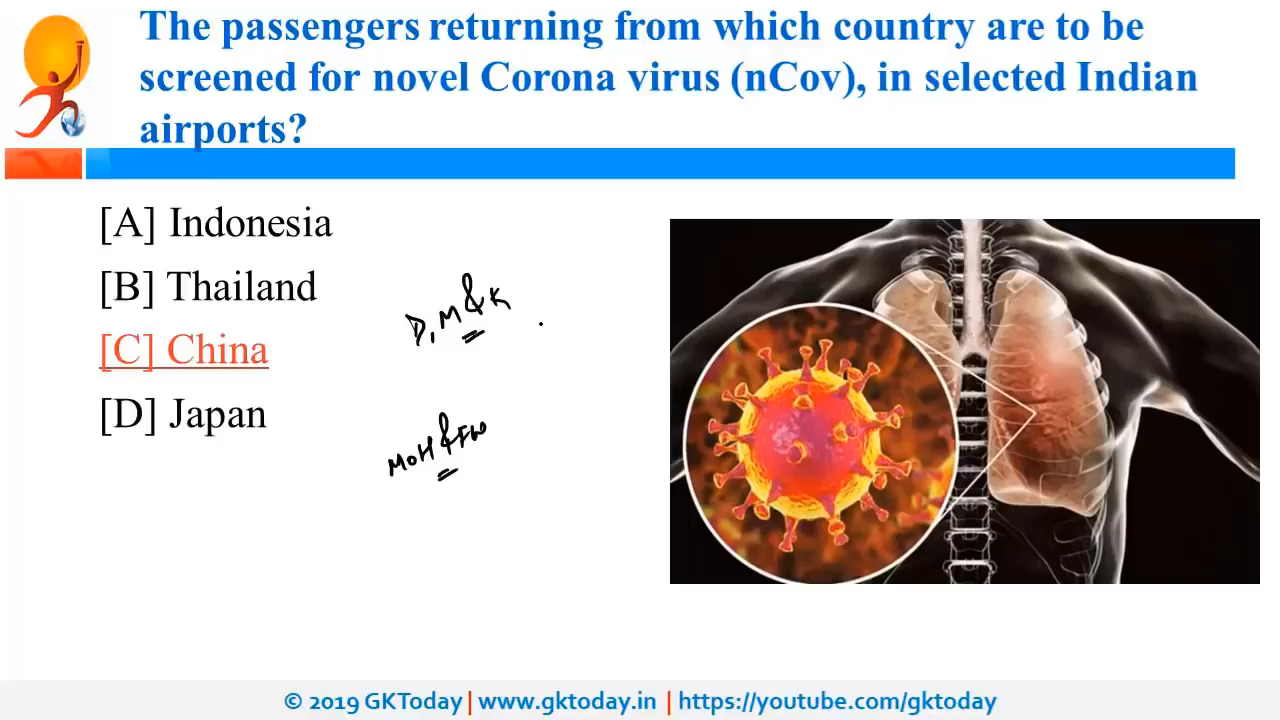 The passengers returning from which country are to be
screened for novel Corona virus (nCov), in selected Indian
airports?
[A] Indonesia
[B] Thailand
[C] China
[D] Japan
D, M & K
MOH & FW
© 2019 GKToday | www.gktoday.in | https://youtube.com/gktoday